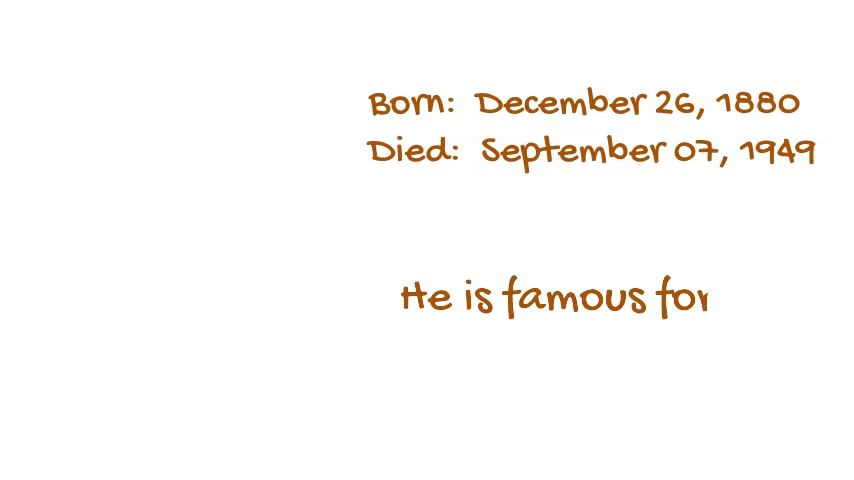 Born: December 26, 1880
Died: September 07, 1949
He is famous for